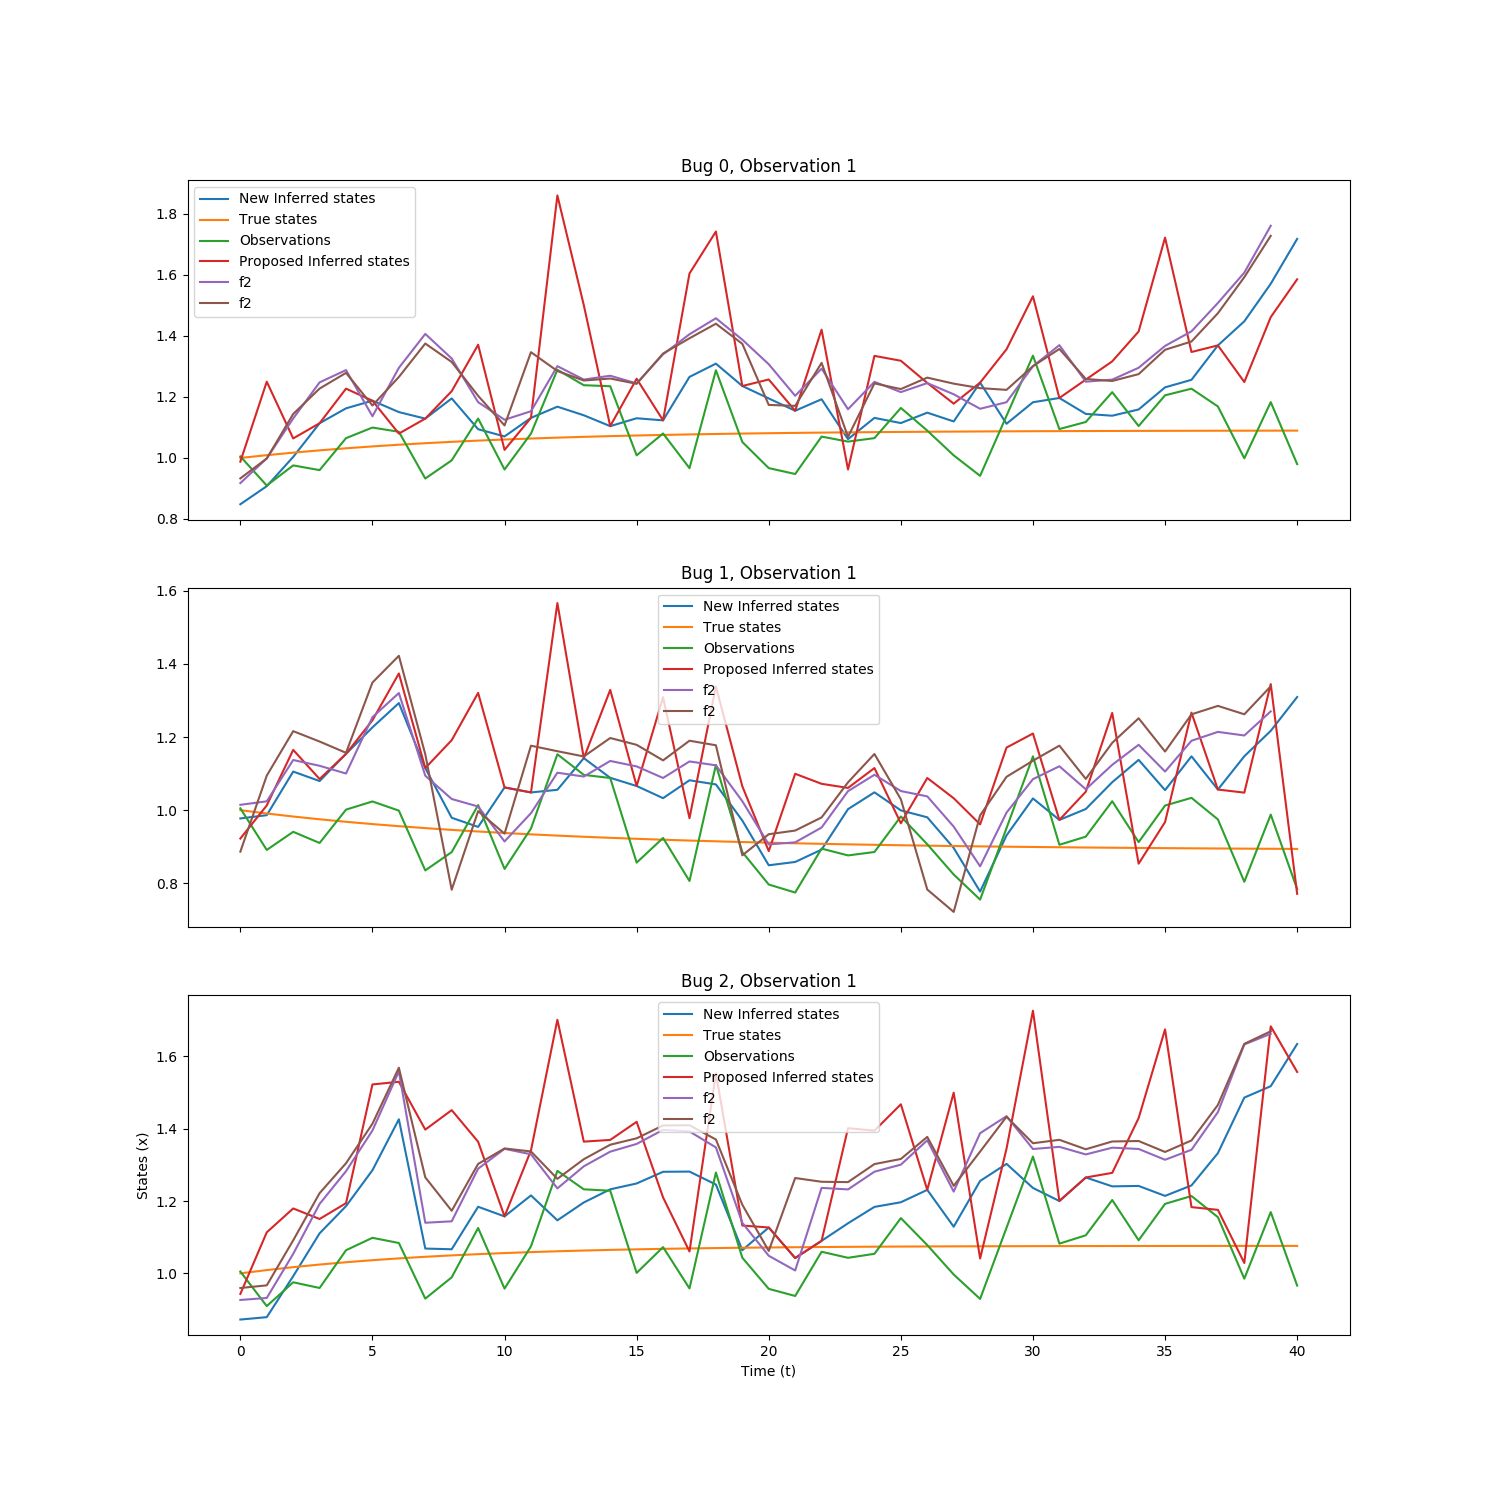 Bug 0, Observation 1
New Inferred states
True states
Observations
Proposed Inferred states
f2
f2
1.8
1.6
1.4
1.2
1.0
0.8
Bug 1, Observation 1
New Inferred states
True states
Observations
Proposed Inferred states
f2
f2
1.6
1.4
1.2
1.0
0.8
Bug 2, Observation 1
New Inferred states
True states
Observations
Proposed Inferred states
f2
f2
1.6
1.4
1.2
1.0
States (x)
0 5 10 15 20 25 30 35 40
Time (t)